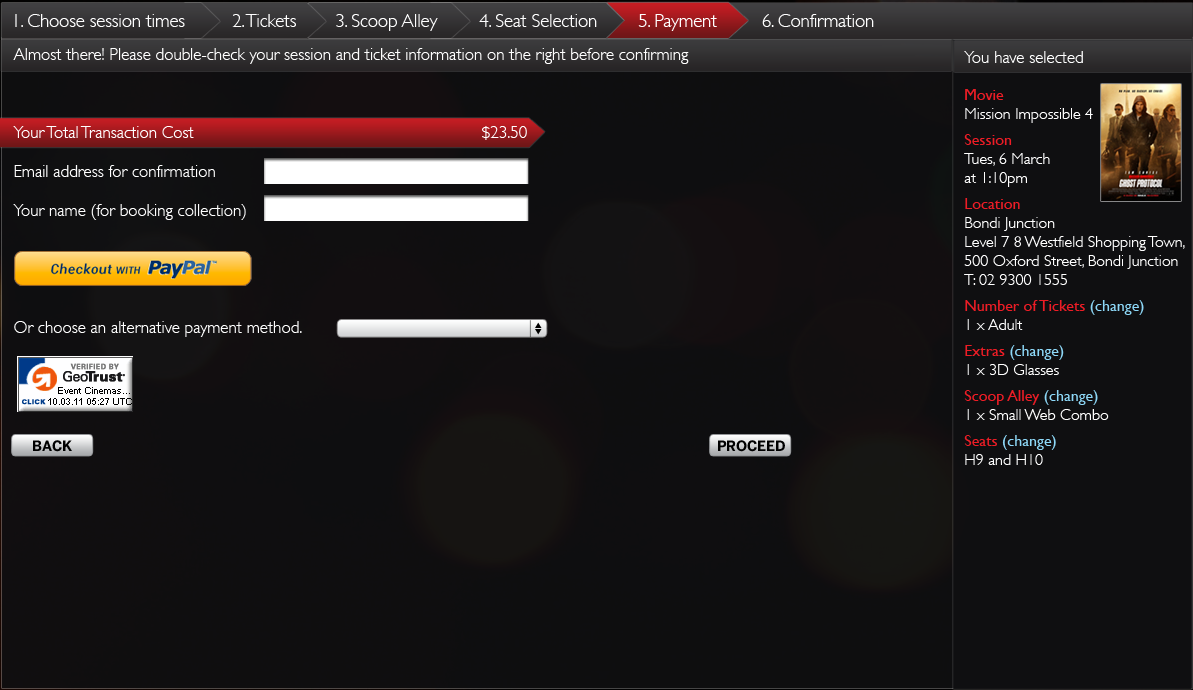 1. Choose session times
2. Tickets
3. Scoop Alley
4. Seat Selection
5. Payment
6. Confirmation
Almost there! Please double-check your session and ticket information on the right before confirming
Your Total Transaction Cost $23.50
Email address for confirmation
Your name (for booking collection)
Checkout WITH PayPal™
Or choose an alternative payment method.
VERIFIED BY
GeoTrust
Event Cinemas...
CLICK 10.03.11 05:27 UTC
BACK
PROCEED
You have selected
Movie
Mission Impossible 4
Session
Tues, 6 March
at 1:10pm
GHOST PROTOCOL
Location
Bondi Junction
Level 7 8 Westfield Shopping Town,
500 Oxford Street, Bondi Junction
T: 02 9300 1555
Number of Tickets (change)
1 x Adult
Extras (change)
1 x 3D Glasses
Scoop Alley (change)
1 x Small Web Combo
Seats (change)
H9 and H10